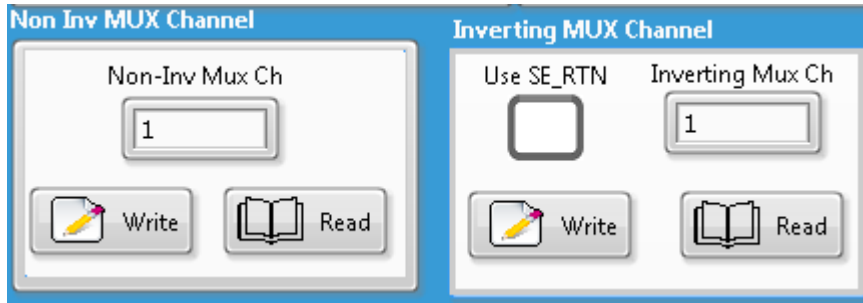 Non Inv MUX Channel
Non-Inv Mux Ch
1
Write Read
Inverting MUX Channel
Use SE_RTN Inverting Mux Ch
1
Write Read